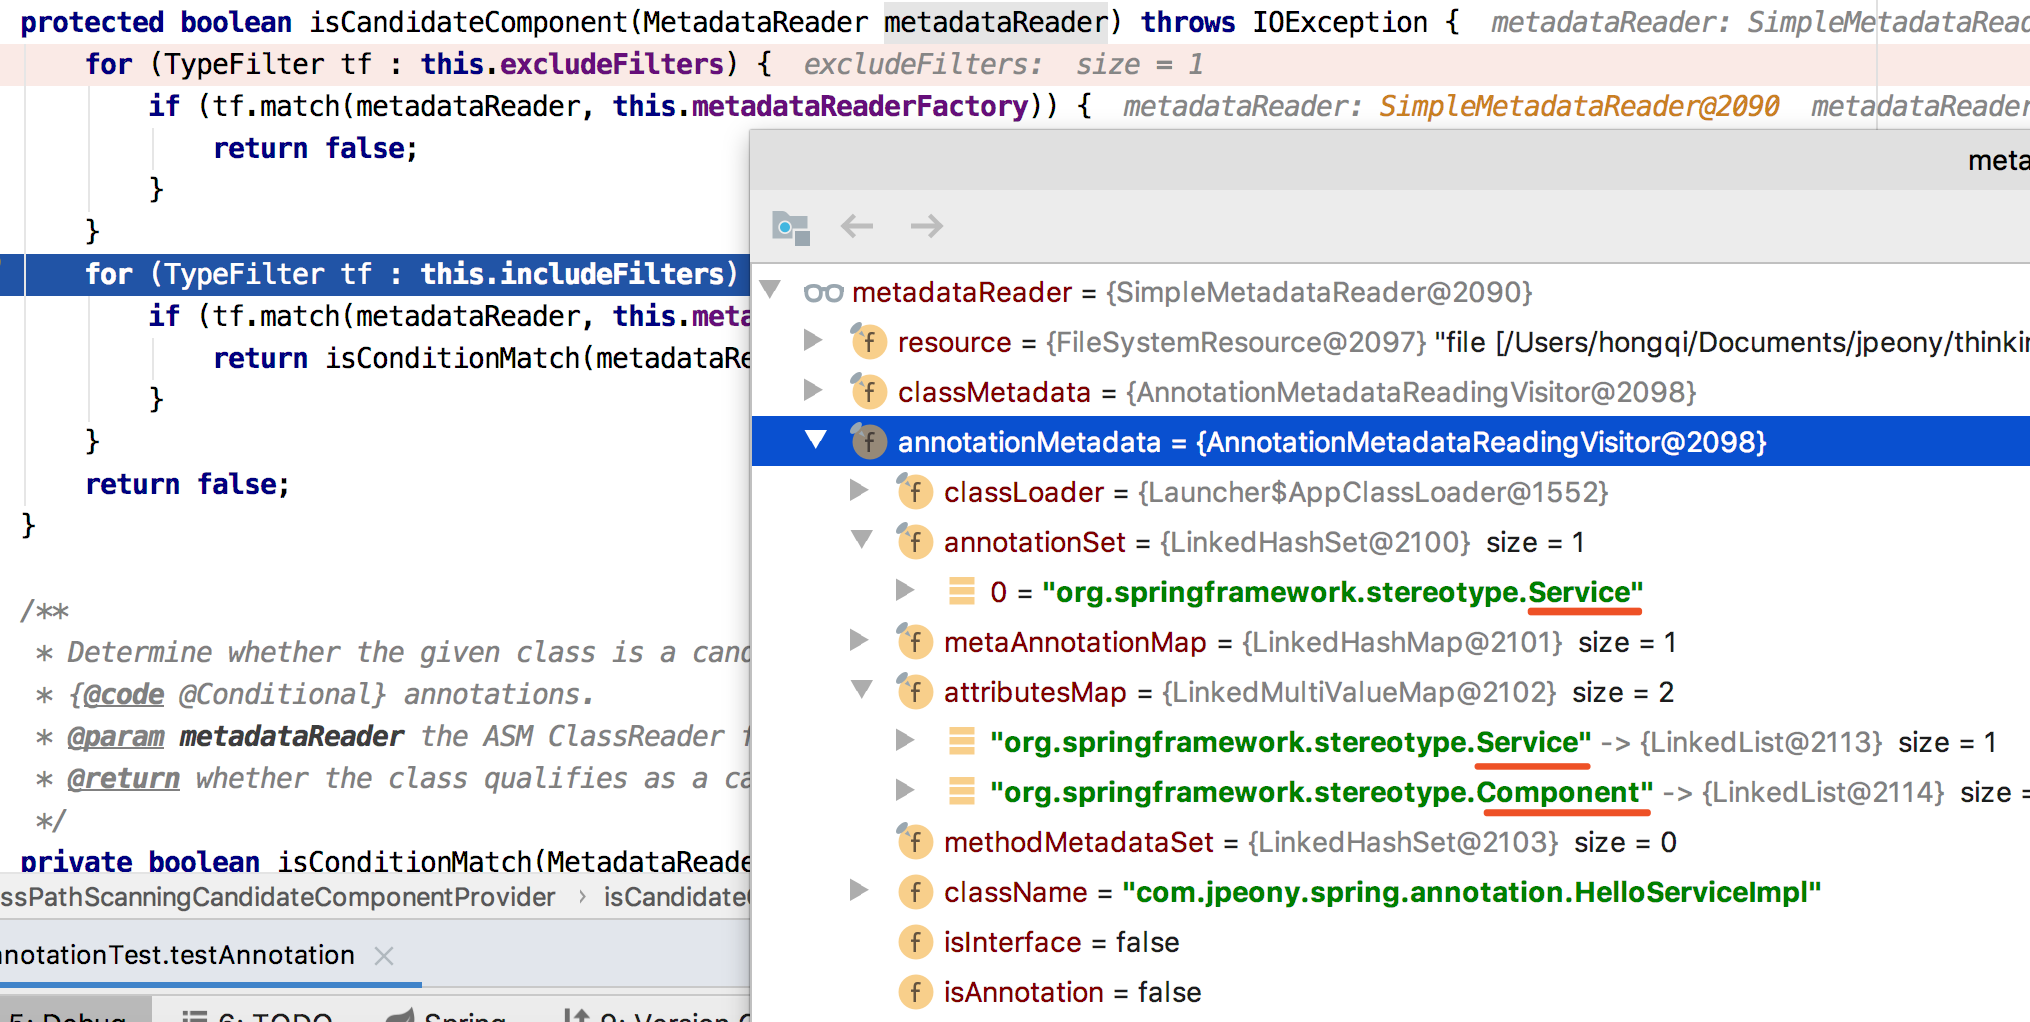 protected boolean isCandidateComponent(MetadataReader metadataReader) throws IOException {  metadataReader: SimpleMetadataRea
for (TypeFilter tf : this.excludeFilters) {  excludeFilters:  size = 1
if (tf.match(metadataReader, this.metadataReaderFactory)) {  metadataReader: SimpleMetadataReader@2090  metadataReader
return false;
}
}
for (TypeFilter tf : this.includeFilters)
if (tf.match(metadataReader, this.meta
return isConditionMatch(metadataRe
}
}
return false;
}
/**
* Determine whether the given class is a cand
* {@code @Conditional} annotations.
* @param metadataReader the ASM ClassReader f
* @return whether the class qualifies as a ca
*/
private boolean isConditionMatch(MetadataReade
ssPathScanningCandidateComponentProvider › isCandidateC
nnotationTest.testAnnotation ×
5: Debug 6: TODO Spring 9: Version C
meta
metadataReader = {SimpleMetadataReader@2090}
resource = {FileSystemResource@2097} "file [/Users/hongqi/Documents/jpeony/thinkin
classMetadata = {AnnotationMetadataReadingVisitor@2098}
annotationMetadata = {AnnotationMetadataReadingVisitor@2098}
classLoader = {Launcher$AppClassLoader@1552}
annotationSet = {LinkedHashSet@2100}  size = 1
0 = "org.springframework.stereotype.Service"
metaAnnotationMap = {LinkedHashMap@2101}  size = 1
attributesMap = {LinkedMultiValueMap@2102}  size = 2
"org.springframework.stereotype.Service" -> {LinkedList@2113}  size = 1
"org.springframework.stereotype.Component" -> {LinkedList@2114}  size =
methodMetadataSet = {LinkedHashSet@2103}  size = 0
className = "com.jpeony.spring.annotation.HelloServiceImpl"
isInterface = false
isAnnotation = false